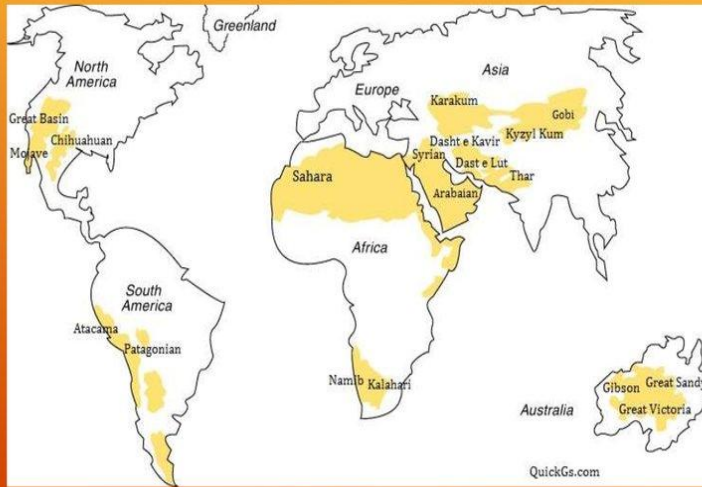 Greenland
North
America
Great Basin
Chihuahuan
Mojave
Europe
Asia
Karakum
Gobi
Dasht e Kavir
Kyzyl Kum
Syrian
Dast e Lut
Thar
Sahara
Arabaian
Africa
South
America
Atacama
Patagonian
Namib
Kalahari
Gibson
Great Sandy
Great Victoria
Australia
QuickGs.com